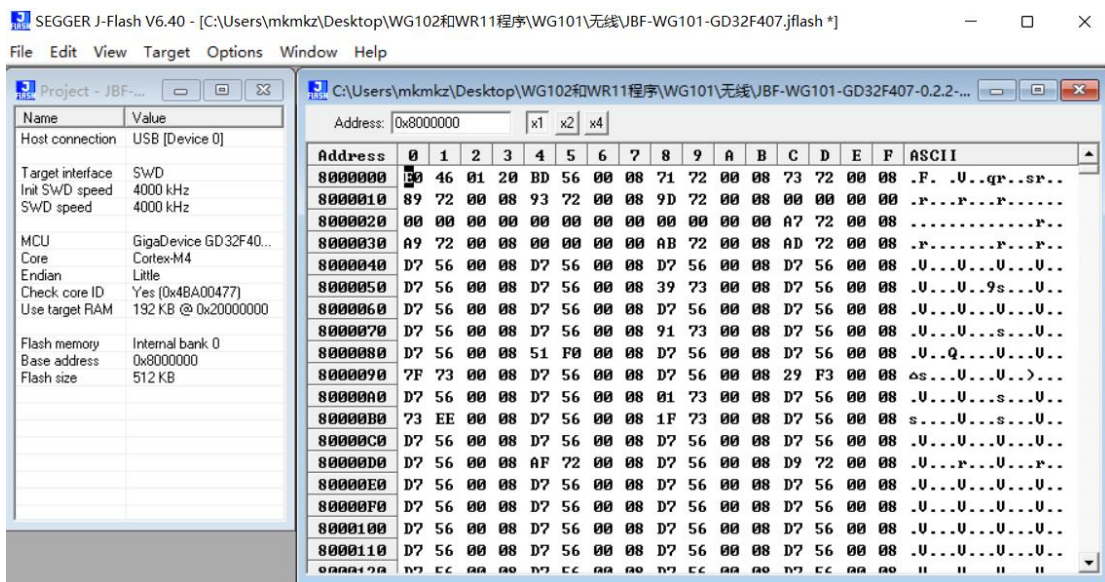 SEGGER J-Flash V6.40 - [C:\Users\mkmkz\Desktop\WG102和WR11程序\WG101\无线\JBF-WG101-GD32F407.jflash *]
File Edit View Target Options Window Help
Project - JBF-...
Name Value
Host connection USB [Device 0]
Target interface SWD
Init SWD speed 4000 kHz
SWD speed 4000 kHz
MCU GigaDevice GD32F40...
Core Cortex-M4
Endian Little
Check core ID Yes (0x4BA00477)
Use target RAM 192 KB @ 0x20000000
Flash memory Internal bank 0
Base address 0x8000000
Flash size 512 KB
C:\Users\mkmkz\Desktop\WG102和WR11程序\WG101\无线\JBF-WG101-GD32F407-0.2.2-...
Address: 0x8000000 x1 x2 x4
Address 0 1 2 3 4 5 6 7 8 9 A B C D E F ASCII
8000000 E0 46 01 20 BD 56 00 08 71 72 00 08 73 72 00 08 .F. .V..qr..sr..
8000010 89 72 00 08 93 72 00 08 9D 72 00 08 00 00 00 00 .r...r...r......
8000020 00 00 00 00 00 00 00 00 00 00 00 00 A7 72 00 08 .............r..
8000030 A9 72 00 08 00 00 00 00 AB 72 00 08 AD 72 00 08 .r.......r...r..
8000040 D7 56 00 08 D7 56 00 08 D7 56 00 08 D7 56 00 08 .V...V...V...V..
8000050 D7 56 00 08 D7 56 00 08 39 73 00 08 D7 56 00 08 .V...V..9s...V..
8000060 D7 56 00 08 D7 56 00 08 D7 56 00 08 D7 56 00 08 .V...V...V...V..
8000070 D7 56 00 08 D7 56 00 08 91 73 00 08 D7 56 00 08 .V...V...s...V..
8000080 D7 56 00 08 51 F0 00 08 D7 56 00 08 D7 56 00 08 .V..Q....V...V..
8000090 7F 73 00 08 D7 56 00 08 D7 56 00 08 29 F3 00 08 △s...V...V..)...
80000A0 D7 56 00 08 D7 56 00 08 01 73 00 08 D7 56 00 08 .V...V...s...V..
80000B0 73 EE 00 08 D7 56 00 08 1F 73 00 08 D7 56 00 08 s....V...s...V..
80000C0 D7 56 00 08 D7 56 00 08 D7 56 00 08 D7 56 00 08 .V...V...V...V..
80000D0 D7 56 00 08 AF 72 00 08 D7 56 00 08 D9 72 00 08 .V...r...V...r..
80000E0 D7 56 00 08 D7 56 00 08 D7 56 00 08 D7 56 00 08 .V...V...V...V..
80000F0 D7 56 00 08 D7 56 00 08 D7 56 00 08 D7 56 00 08 .V...V...V...V..
8000100 D7 56 00 08 D7 56 00 08 D7 56 00 08 D7 56 00 08 .V...V...V...V..
8000110 D7 56 00 08 D7 56 00 08 D7 56 00 08 D7 56 00 08 .V...V...V...V..